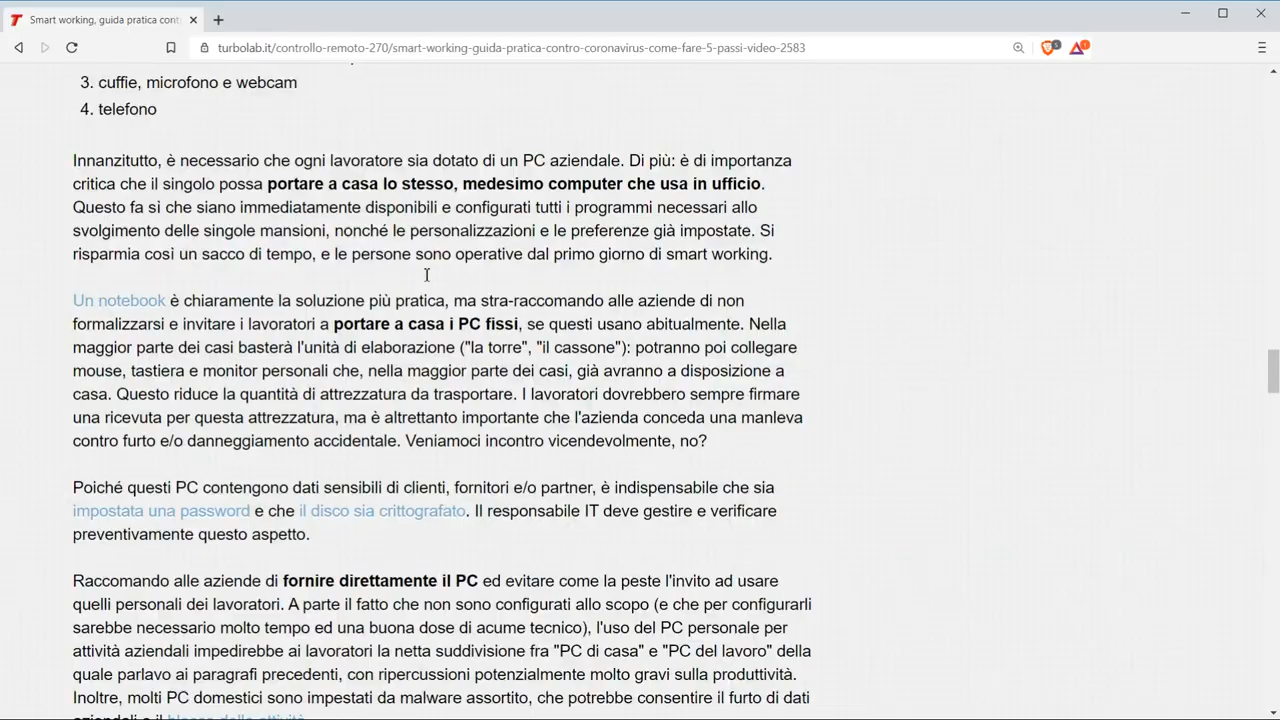 Smart working, guida pratica cont
turbolab.it/controllo-remoto-270/smart-working-guida-pratica-contro-coronavirus-come-fare-5-passi-video-2583
3. cuffie, microfono e webcam
4. telefono
Innanzitutto, è necessario che ogni lavoratore sia dotato di un PC aziendale. Di più: è di importanza
critica che il singolo possa portare a casa lo stesso, medesimo computer che usa in ufficio.
Questo fa si che siano immediatamente disponibili e configurati tutti i programmi necessari allo
svolgimento delle singole mansioni, nonché le personalizzazioni e le preferenze già impostate. Si
risparmia così un sacco di tempo, e le persone sono operative dal primo giorno di smart working.
Un notebook è chiaramente la soluzione più pratica, ma stra-raccomando alle aziende di non
formalizzarsi e invitare i lavoratori a portare a casa i PC fissi, se questi usano abitualmente. Nella
maggior parte dei casi basterà l'unità di elaborazione ("la torre", "il cassone"): potranno poi collegare
mouse, tastiera e monitor personali che, nella maggior parte dei casi, già avranno a disposizione a
casa. Questo riduce la quantità di attrezzatura da trasportare. I lavoratori dovrebbero sempre firmare
una ricevuta per questa attrezzatura, ma è altrettanto importante che l'azienda conceda una manleva
contro furto e/o danneggiamento accidentale. Veniamoci incontro vicendevolmente, no?
Poiché questi PC contengono dati sensibili di clienti, fornitori e/o partner, è indispensabile che sia
impostata una password e che il disco sia crittografato. Il responsabile IT deve gestire e verificare
preventivamente questo aspetto.
Raccomando alle aziende di fornire direttamente il PC ed evitare come la peste l'invito ad usare
quelli personali dei lavoratori. A parte il fatto che non sono configurati allo scopo (e che per configurarli
sarebbe necessario molto tempo ed una buona dose di acume tecnico), l'uso del PC personale per
attività aziendali impedirebbe ai lavoratori la netta suddivisione fra "PC di casa" e "PC del lavoro" della
quale parlavo ai paragrafi precedenti, con ripercussioni potenzialmente molto gravi sulla produttività.
Inoltre, molti PC domestici sono impestati da malware assortito, che potrebbe consentire il furto di dati
aziendali e il blocco delle attività